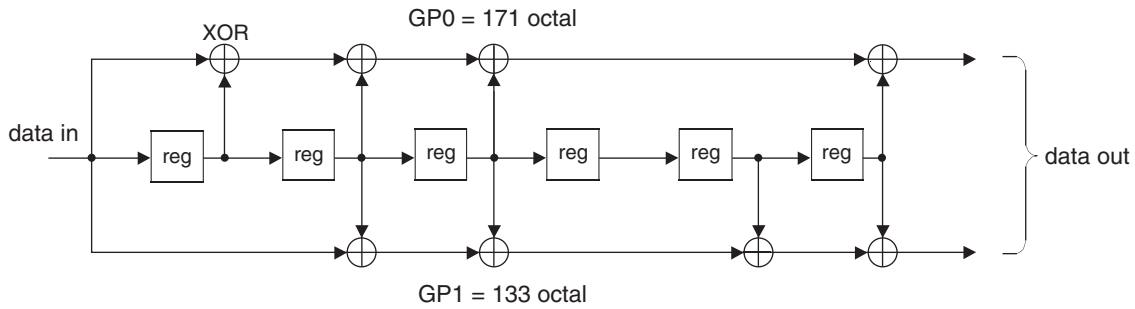 GP0 = 171 octal
XOR
data in
reg
reg
reg
reg
reg
reg
data out
GP1 = 133 octal